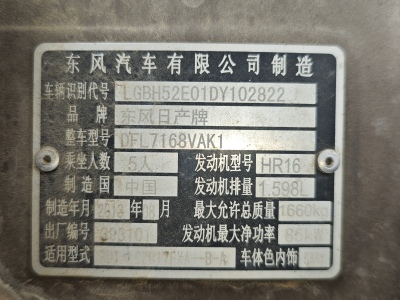 东风汽车有限公司制造
车辆识别代号 LGBH52E01DY102822
品 牌 东风日产牌
整车型号 DFL7168VAK1
乘坐人数 5人 发动机型号 HR16
制 造 国 中国 发动机排量 1.598L
制造年月 年 月 最大允许总质量 1660kg
出厂编号 发动机最大净功率
适用型式 车体色内饰